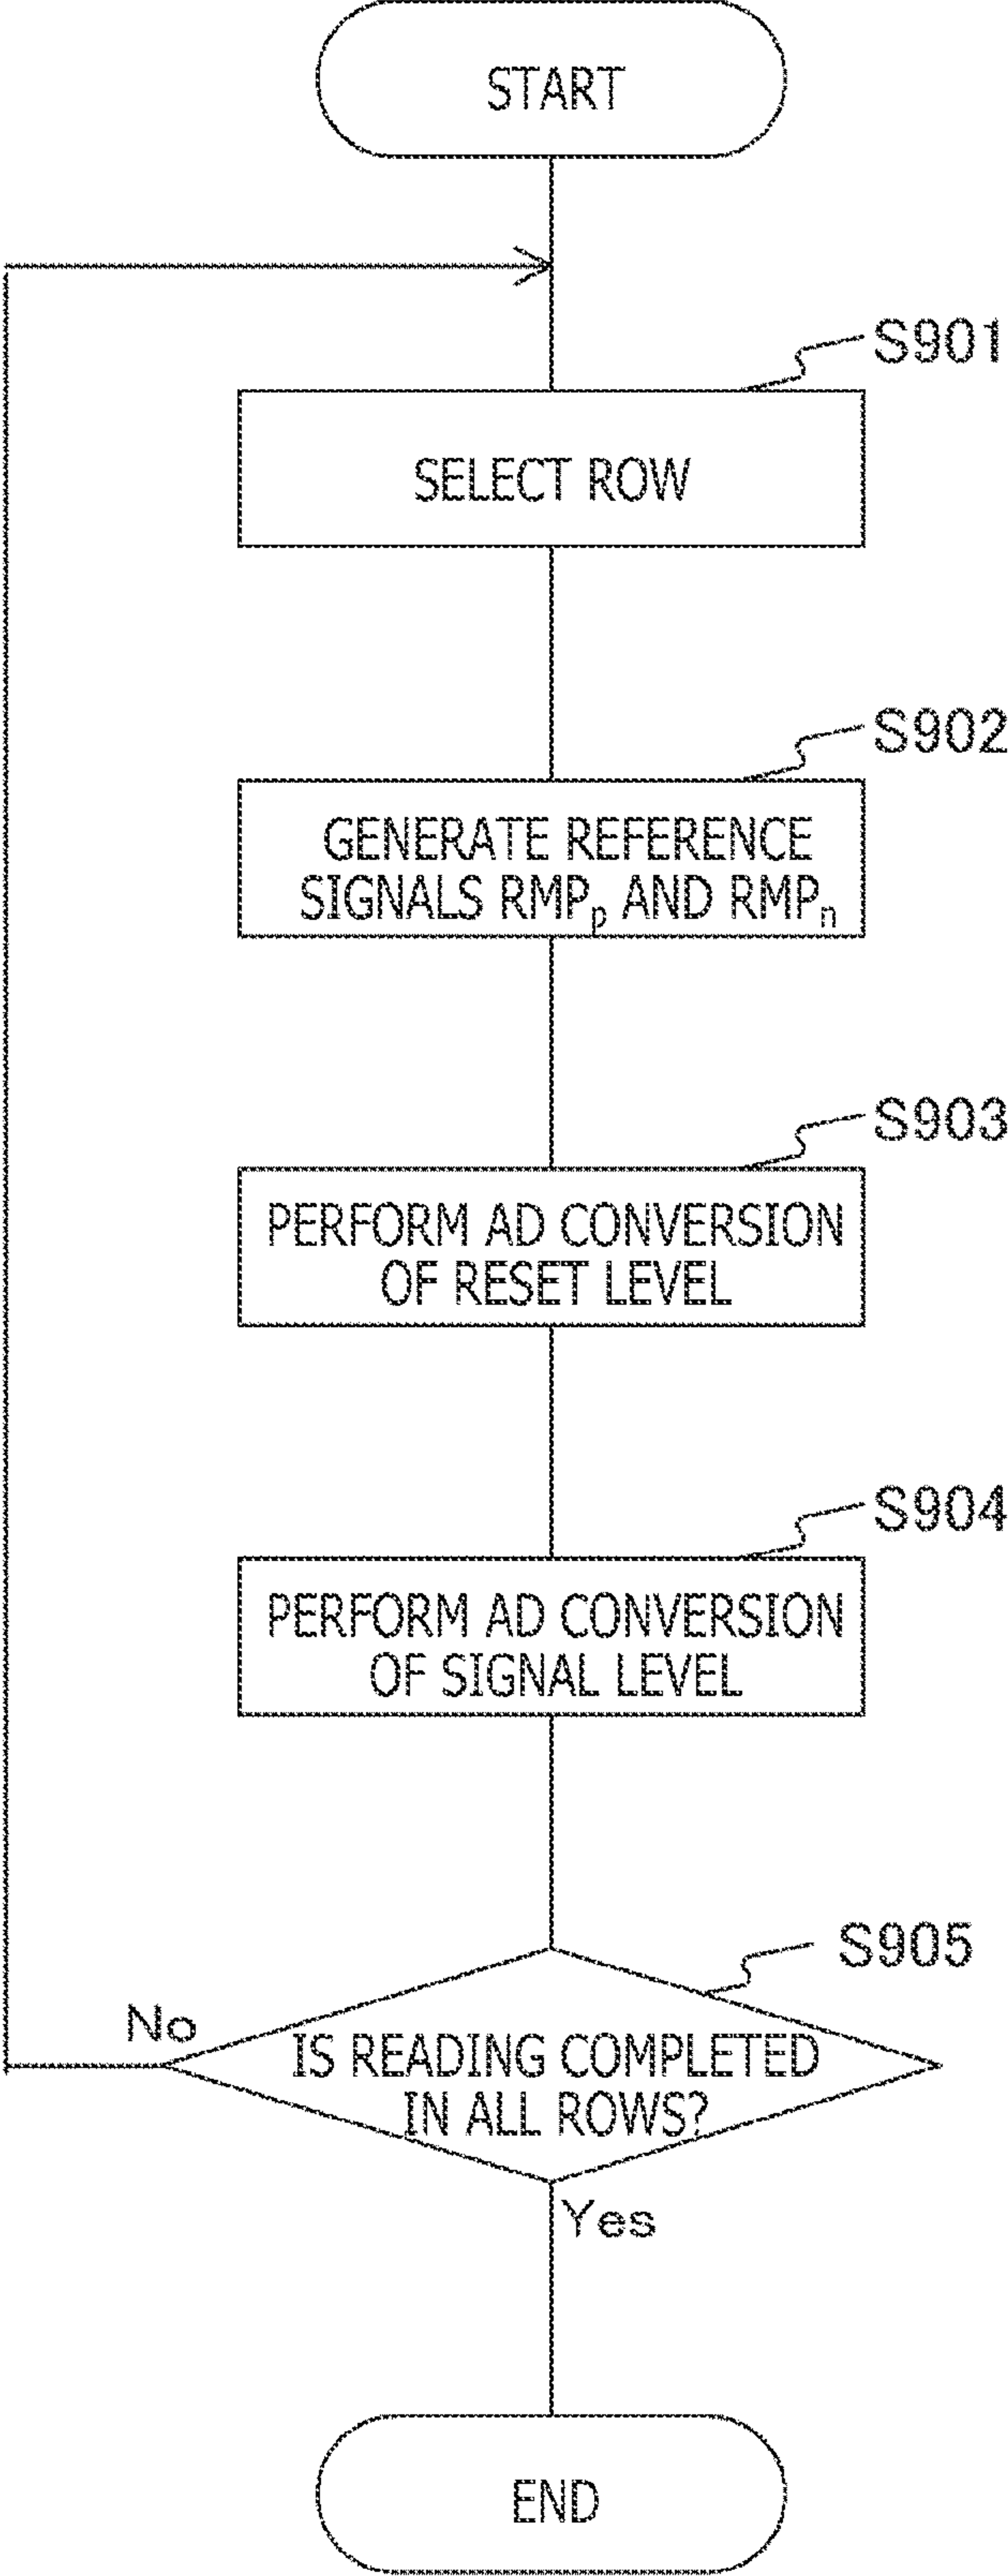 START
S901
SELECT ROW
S902
GENERATE REFERENCE
SIGNALS RMPp AND RMPn
S903
PERFORM AD CONVERSION
OF RESET LEVEL
S904
PERFORM AD CONVERSION
OF SIGNAL LEVEL
S905
No
IS READING COMPLETED
IN ALL ROWS?
Yes
END